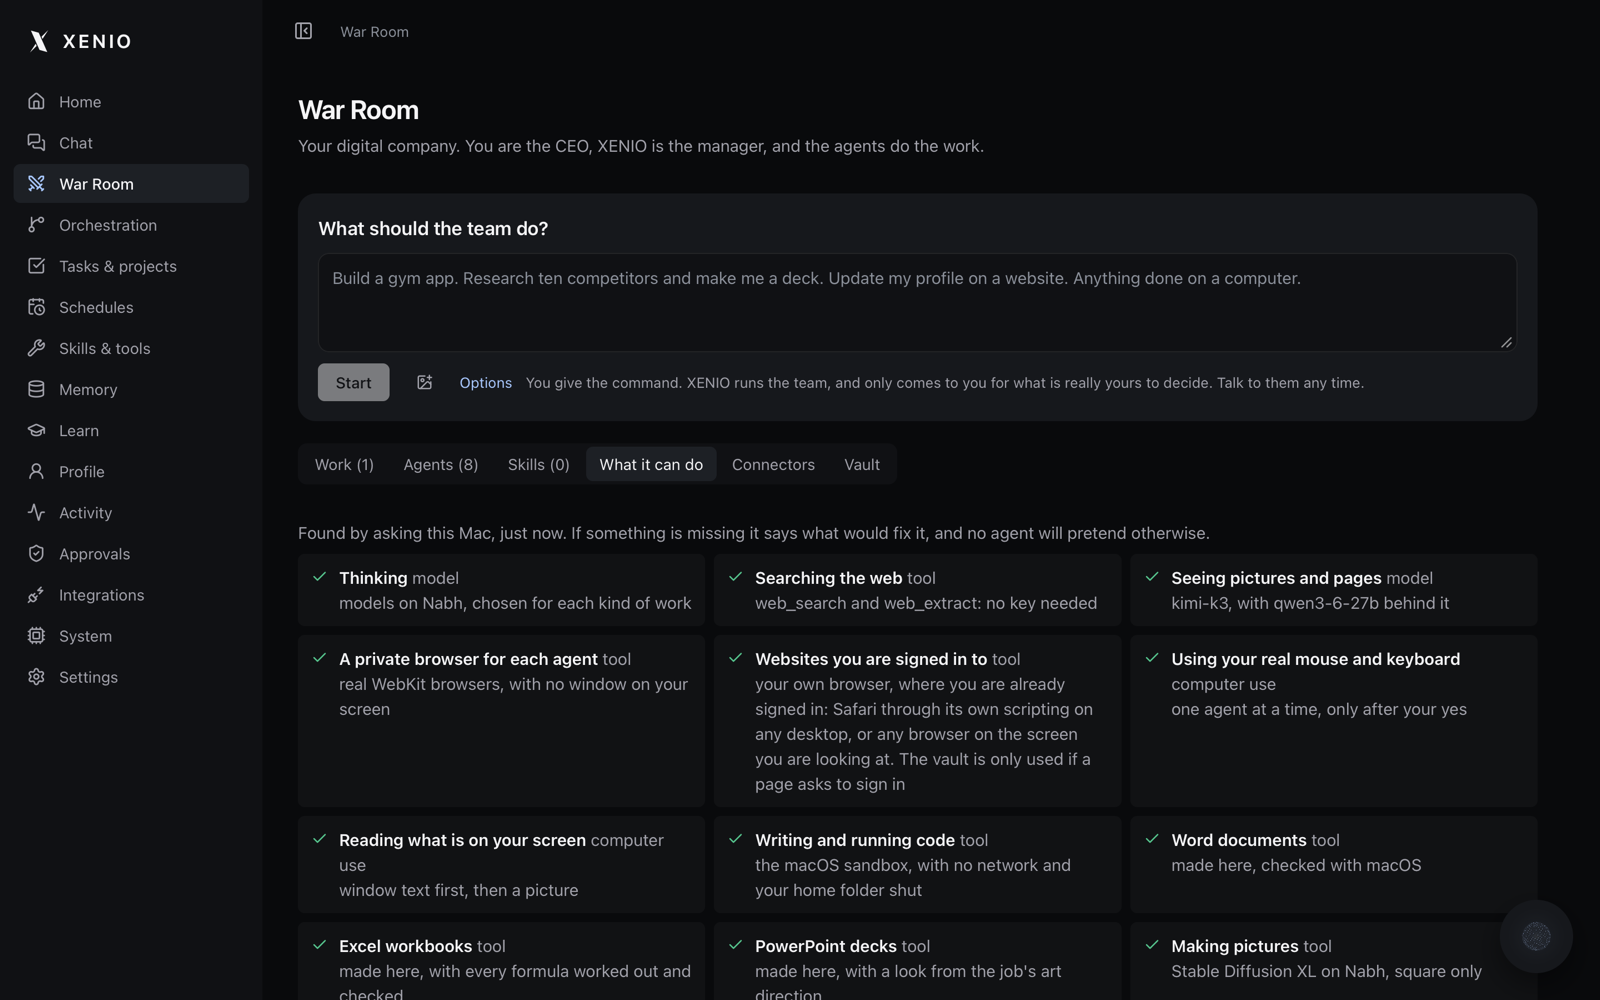 XENIO
War Room
Home
Chat
War Room
Orchestration
Tasks & projects
Schedules
Skills & tools
Memory
Learn
Profile
Activity
Approvals
Integrations
System
Settings
War Room
Your digital company. You are the CEO, XENIO is the manager, and the agents do the work.
What should the team do?
Build a gym app. Research ten competitors and make me a deck. Update my profile on a website. Anything done on a computer.
Start
Options
You give the command. XENIO runs the team, and only comes to you for what is really yours to decide. Talk to them any time.
Work (1)
Agents (8)
Skills (0)
What it can do
Connectors
Vault
Found by asking this Mac, just now. If something is missing it says what would fix it, and no agent will pretend otherwise.
Thinking model
models on Nabh, chosen for each kind of work
Searching the web tool
web_search and web_extract: no key needed
Seeing pictures and pages model
kimi-k3, with qwen3-6-27b behind it
A private browser for each agent tool
real WebKit browsers, with no window on your
screen
Websites you are signed in to tool
your own browser, where you are already
signed in: Safari through its own scripting on
any desktop, or any browser on the screen
you are looking at. The vault is only used if a
page asks to sign in
Using your real mouse and keyboard
computer use
one agent at a time, only after your yes
Reading what is on your screen computer
use
window text first, then a picture
Writing and running code tool
the macOS sandbox, with no network and
your home folder shut
Word documents tool
made here, checked with macOS
Excel workbooks tool
made here, with every formula worked out and
checked
PowerPoint decks tool
made here, with a look from the job's art
direction
Making pictures tool
Stable Diffusion XL on Nabh, square only